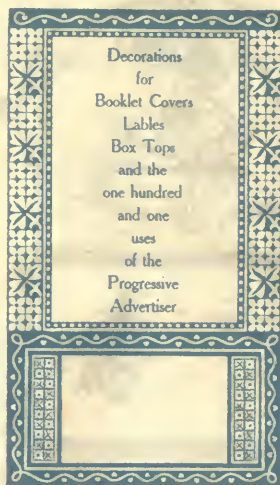 Decorations
for
Booklet Covers
Lables
Box Tops
and the
one hundred
and one
uses
of the
Progressive
Advertiser